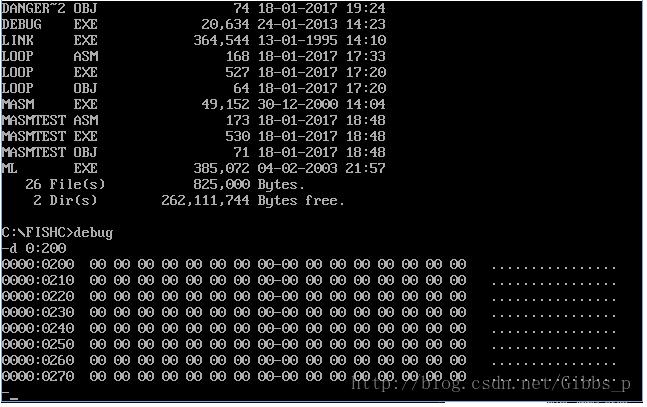 DANGER~2 OBJ                 74 18-01-2017 19:24
DEBUG    EXE             20,634 24-01-2013 14:23
LINK     EXE            364,544 13-01-1995 14:10
LOOP     ASM                168 18-01-2017 17:33
LOOP     EXE                527 18-01-2017 17:20
LOOP     OBJ                 64 18-01-2017 17:20
MASM     EXE             49,152 30-12-2000 14:04
MASMTEST ASM                173 18-01-2017 18:48
MASMTEST EXE                530 18-01-2017 18:48
MASMTEST OBJ                 71 18-01-2017 18:48
ML       EXE            385,072 04-02-2003 21:57
   26 File(s)           825,000 Bytes.
    2 Dir(s)        262,111,744 Bytes free.
C:\FISHC>debug
-d 0:200
0000:0200  00 00 00 00 00 00 00 00-00 00 00 00 00 00 00 00   ................
0000:0210  00 00 00 00 00 00 00 00-00 00 00 00 00 00 00 00   ................
0000:0220  00 00 00 00 00 00 00 00-00 00 00 00 00 00 00 00   ................
0000:0230  00 00 00 00 00 00 00 00-00 00 00 00 00 00 00 00   ................
0000:0240  00 00 00 00 00 00 00 00-00 00 00 00 00 00 00 00   ................
0000:0250  00 00 00 00 00 00 00 00-00 00 00 00 00 00 00 00   ................
0000:0260  00 00 00 00 00 00 00 00-00 00 00 00 00 00 00 00   ................
0000:0270  00 00 00 00 00 00 00 00-00 00 00 00 00 00 00 00   ................
http://blog.csdn.net/Gibbs_p
-_